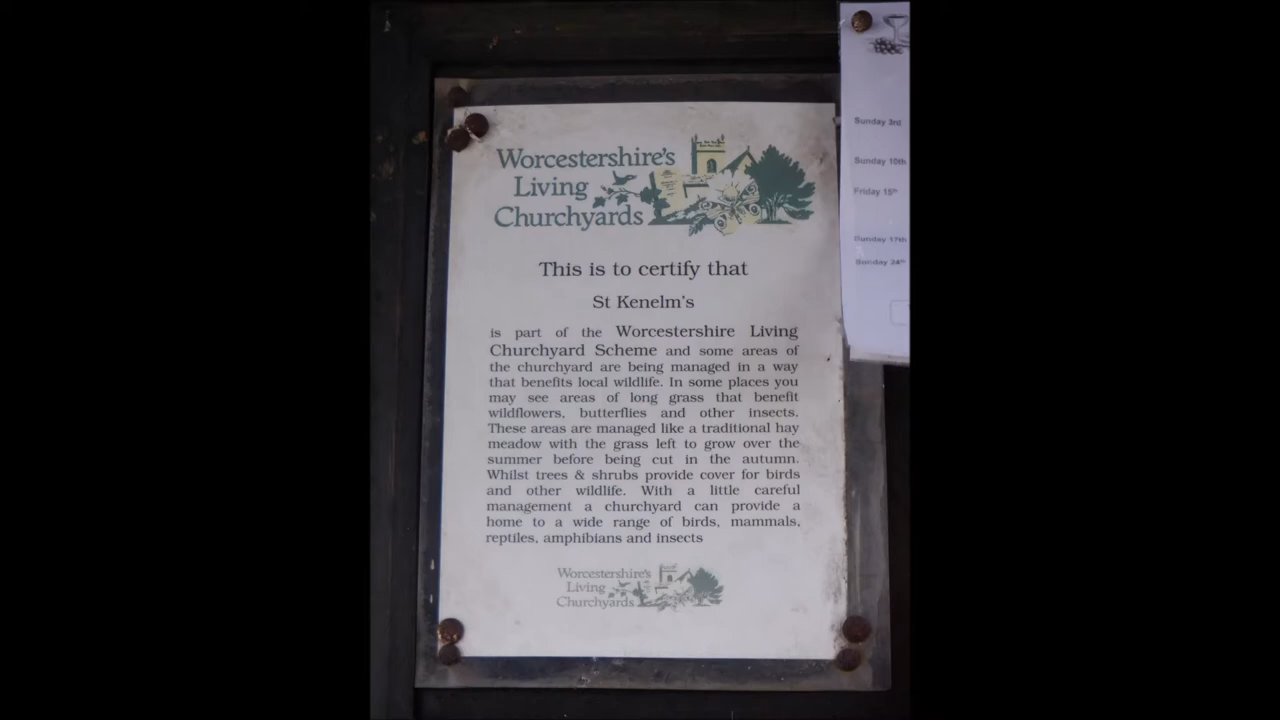 Worcestershire's
Living
Churchyards
This is to certify that
St Kenelm's
is part of the Worcestershire Living
Churchyard Scheme and some areas of
the churchyard are being managed in a way
that benefits local wildlife. In some places you
may see areas of long grass that benefit
wildflowers, butterflies and other insects.
These areas are managed like a traditional hay
meadow with the grass left to grow over the
summer before being cut in the autumn.
Whilst trees & shrubs provide cover for birds
and other wildlife. With a little careful
management a churchyard can provide a
home to a wide range of birds, mammals,
reptiles, amphibians and insects
Worcestershire's
Living
Churchyards
Sunday 3rd
Sunday 10th
Friday 15th
Sunday 17th
Sunday 24th